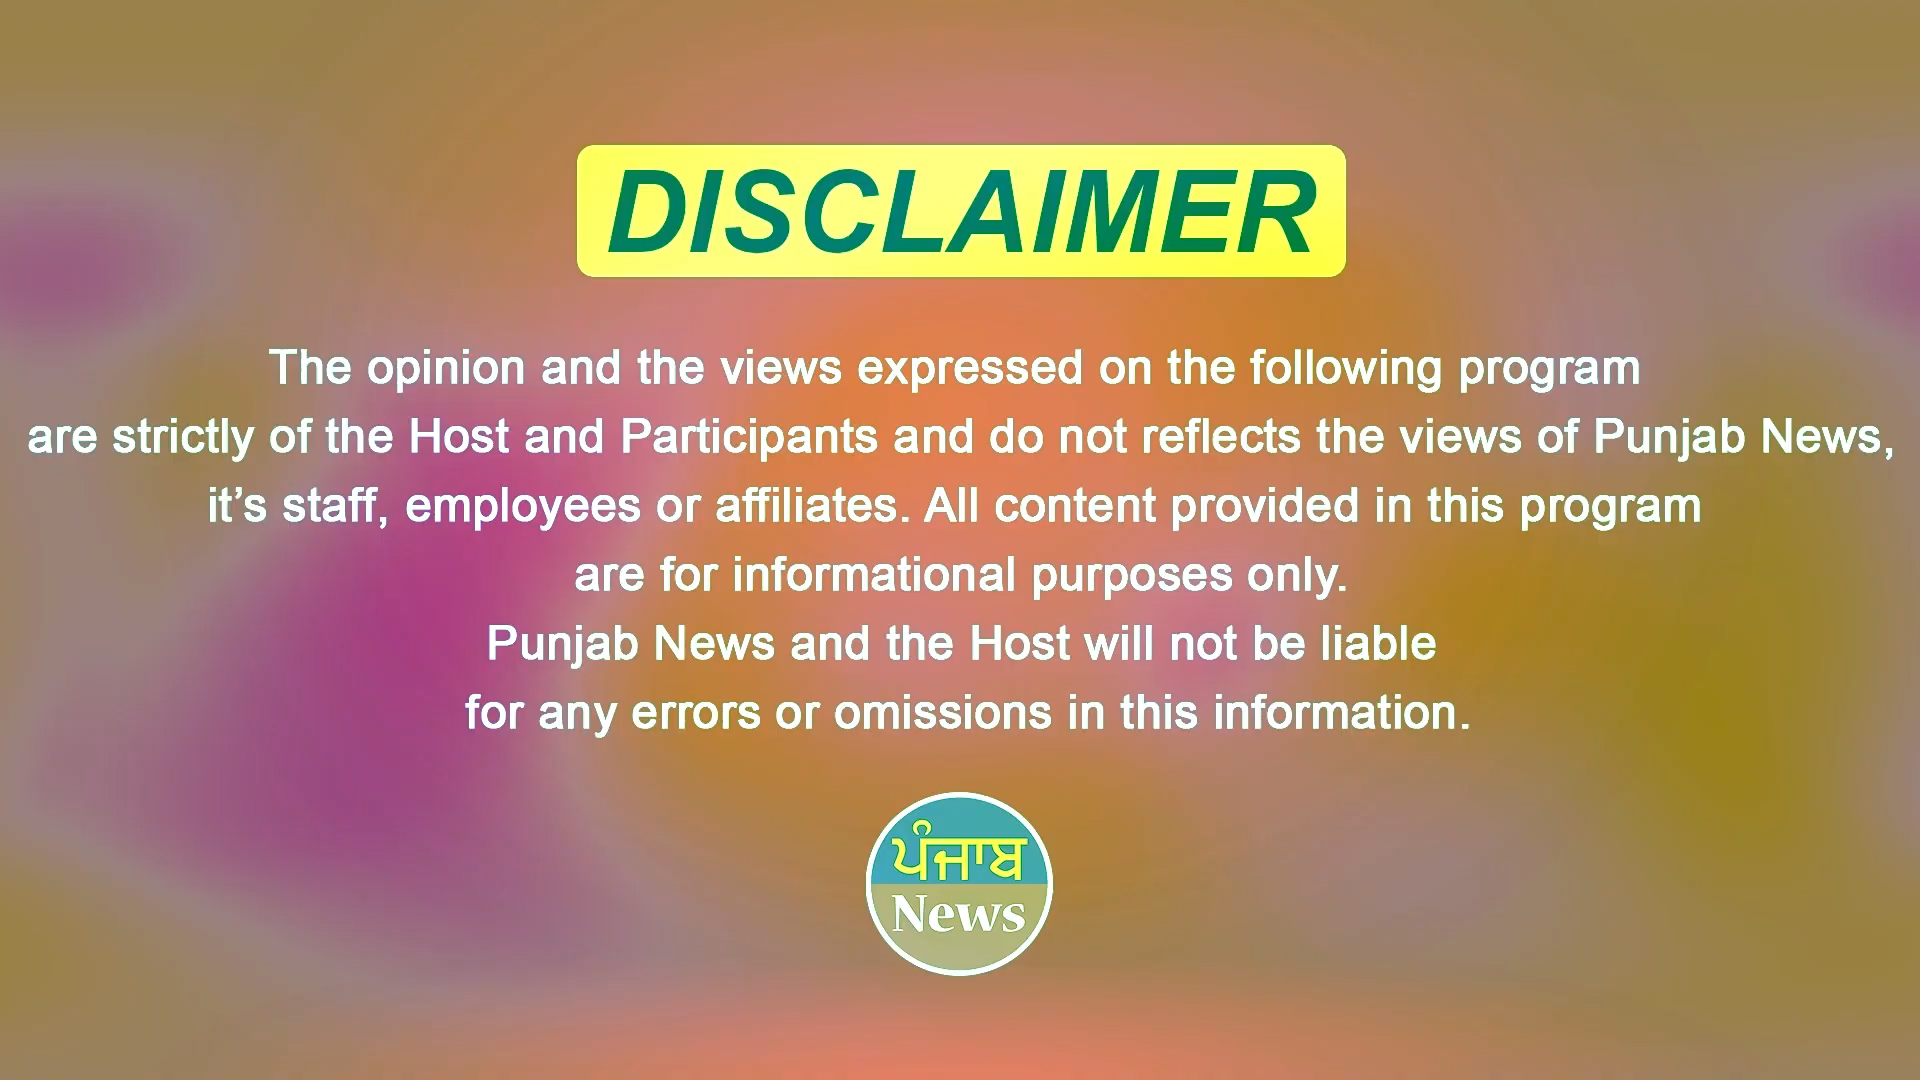 DISCLAIMER
The opinion and the views expressed on the following program
are strictly of the Host and Participants and do not reflects the views of Punjab News,
it’s staff, employees or affiliates. All content provided in this program
are for informational purposes only.
Punjab News and the Host will not be liable
for any errors or omissions in this information.
ਪੰਜਾਬ
News